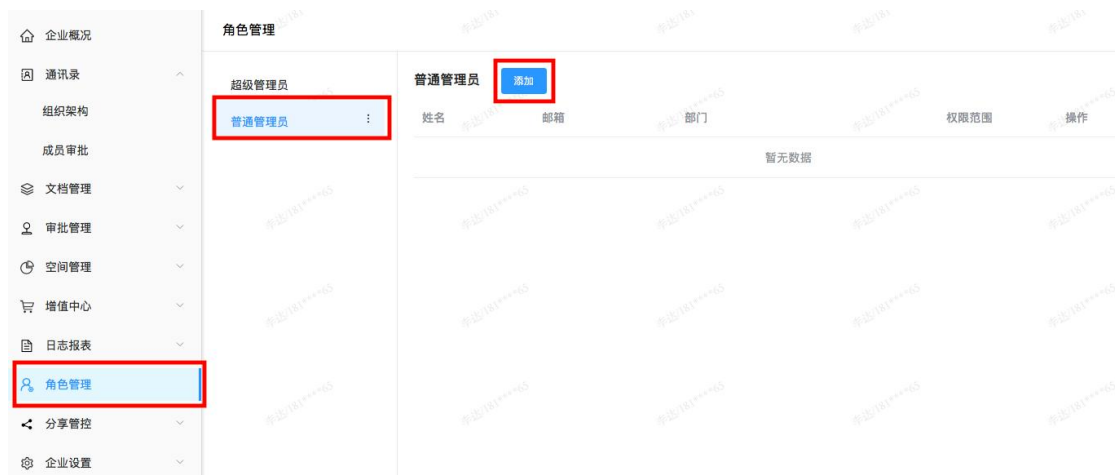 企业概况
通讯录
组织架构
成员审批
文档管理
审批管理
空间管理
增值中心
日志报表
角色管理
分享管控
企业设置
角色管理
超级管理员
普通管理员
普通管理员 添加
姓名 邮箱 部门 权限范围 操作
暂无数据